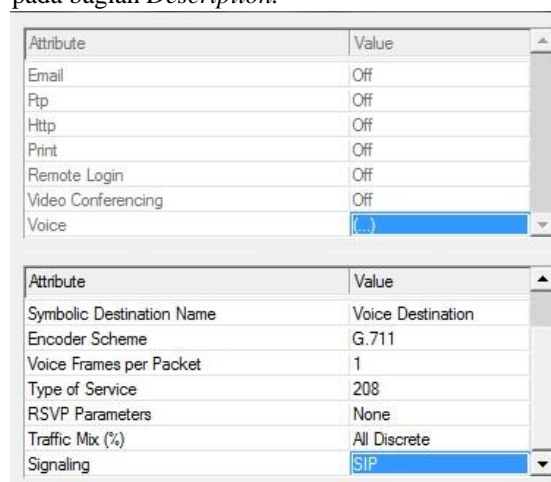 pada bagian Description.
Attribute Value
Email Off
Ftp Off
Http Off
Print Off
Remote Login Off
Video Conferencing Off
Voice (...)
Attribute Value
Symbolic Destination Name Voice Destination
Encoder Scheme G.711
Voice Frames per Packet 1
Type of Service 208
RSVP Parameters None
Traffic Mix (%) All Discrete
Signaling SIP